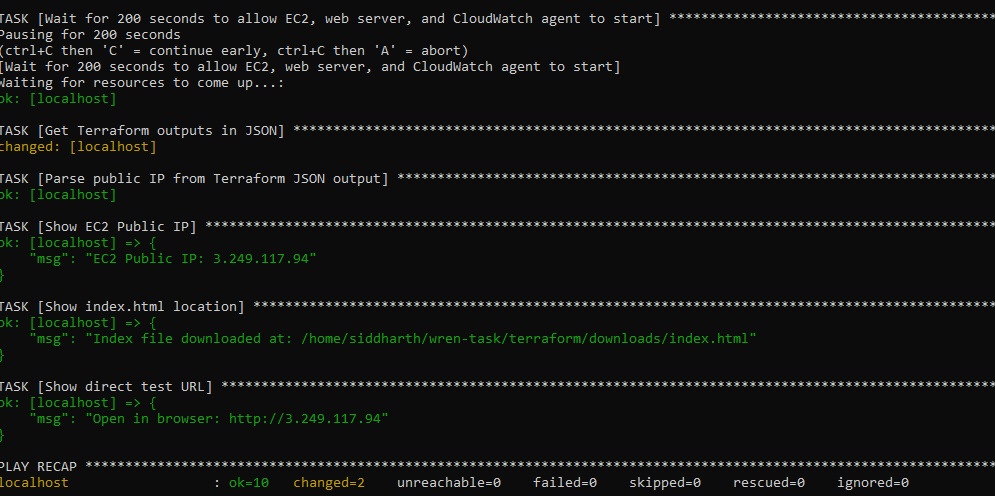 TASK [Wait for 200 seconds to allow EC2, web server, and CloudWatch agent to start] *****************************************
Pausing for 200 seconds
(ctrl+C then 'C' = continue early, ctrl+C then 'A' = abort)
[Wait for 200 seconds to allow EC2, web server, and CloudWatch agent to start]
Waiting for resources to come up...:
ok: [localhost]
TASK [Get Terraform outputs in JSON] ****************************************************************************************
changed: [localhost]
TASK [Parse public IP from Terraform JSON output] ***************************************************************************
ok: [localhost]
TASK [Show EC2 Public IP] ***************************************************************************************************
ok: [localhost] => {
    "msg": "EC2 Public IP: 3.249.117.94"
}
TASK [Show index.html location] *********************************************************************************************
ok: [localhost] => {
    "msg": "Index file downloaded at: /home/siddharth/wren-task/terraform/downloads/index.html"
}
TASK [Show direct test URL] *************************************************************************************************
ok: [localhost] => {
    "msg": "Open in browser: http://3.249.117.94"
}
PLAY RECAP ******************************************************************************************************************
localhost                  : ok=10   changed=2    unreachable=0    failed=0    skipped=0    rescued=0    ignored=0